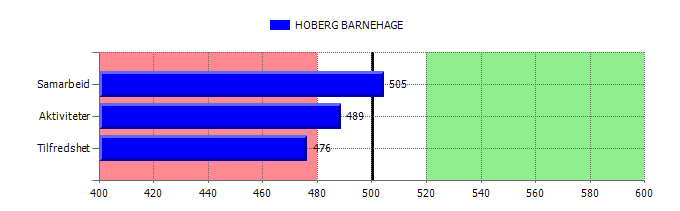 HOBERG BARNEHAGE
Samarbeid 505
Aktiviteter 489
Tilfredshet 476
400 420 440 460 480 500 520 540 560 580 600